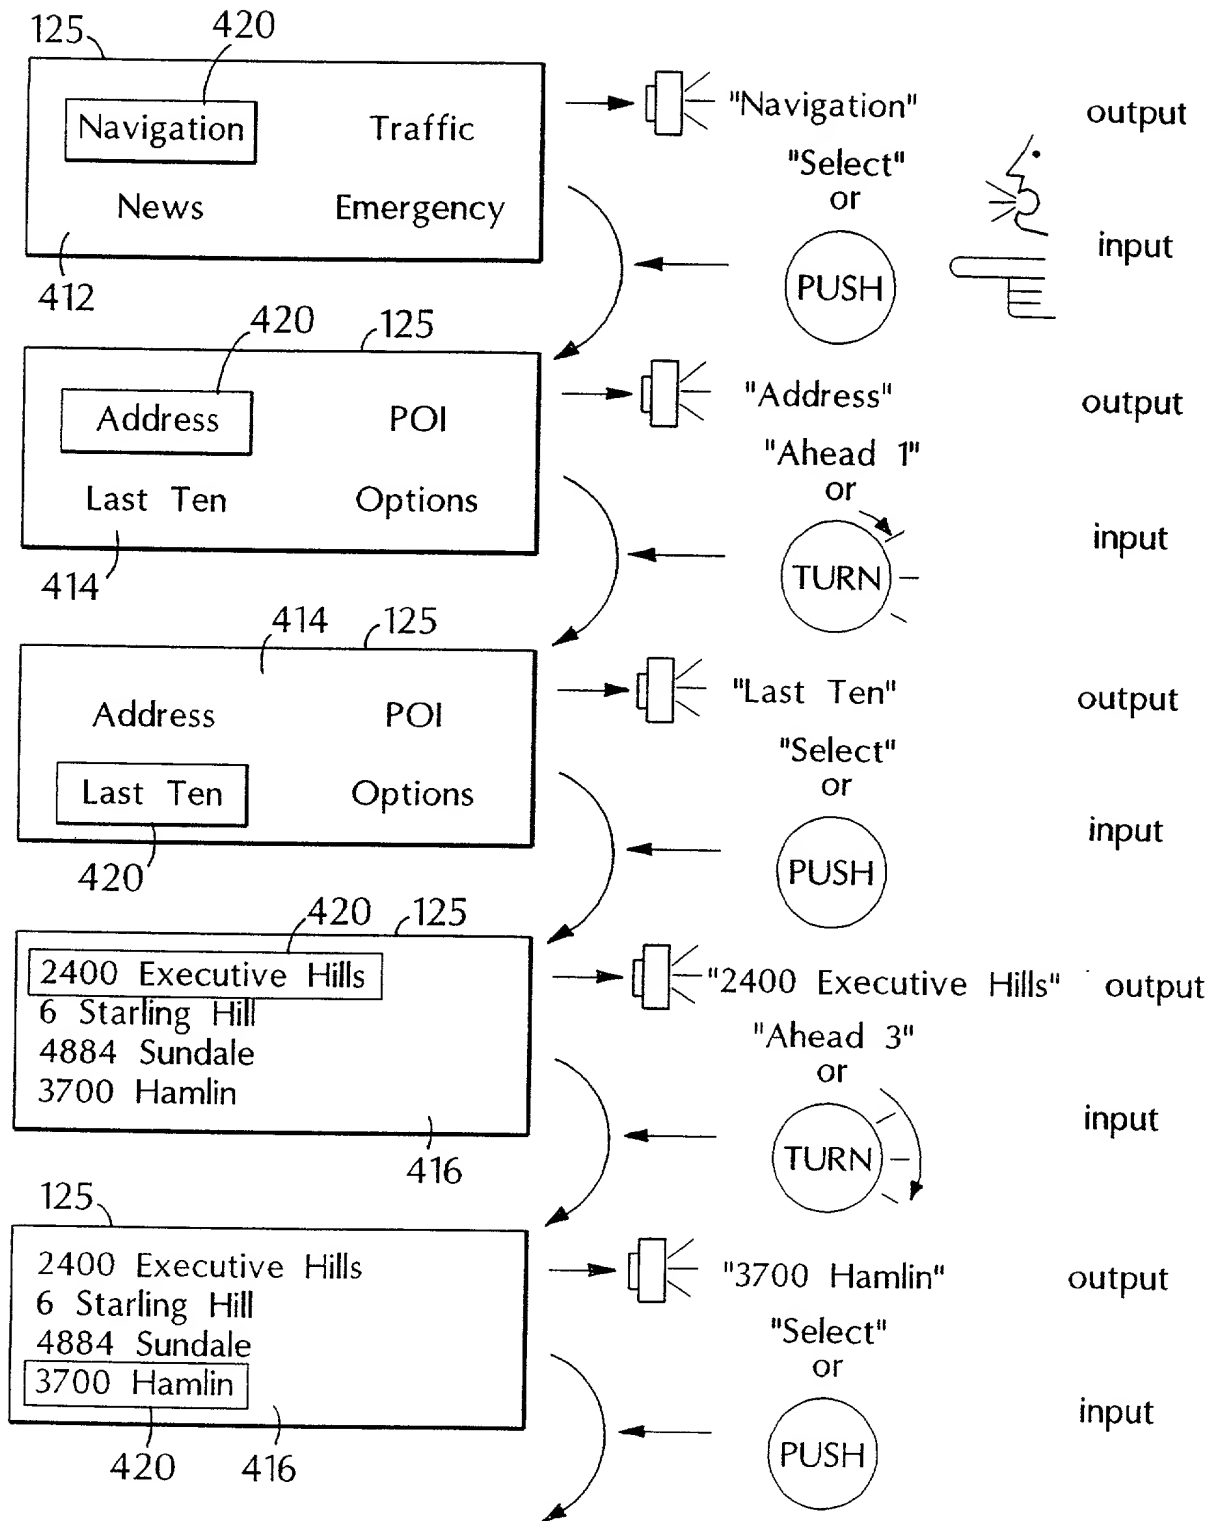 125
420
Navigation Traffic
News Emergency
412
"Navigation"
output
"Select"
or
PUSH
input
420
125
Address POI
Last Ten Options
414
"Address"
output
"Ahead 1"
or
TURN
input
414
125
Address POI
Last Ten Options
420
"Last Ten"
output
"Select"
or
PUSH
input
420
125
2400 Executive Hills
6 Starling Hill
4884 Sundale
3700 Hamlin
416
"2400 Executive Hills"
output
"Ahead 3"
or
TURN
input
125
2400 Executive Hills
6 Starling Hill
4884 Sundale
3700 Hamlin
420
416
"3700 Hamlin"
output
"Select"
or
PUSH
input